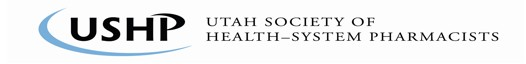 USHP
UTAH SOCIETY OF
HEALTH-SYSTEM PHARMACISTS